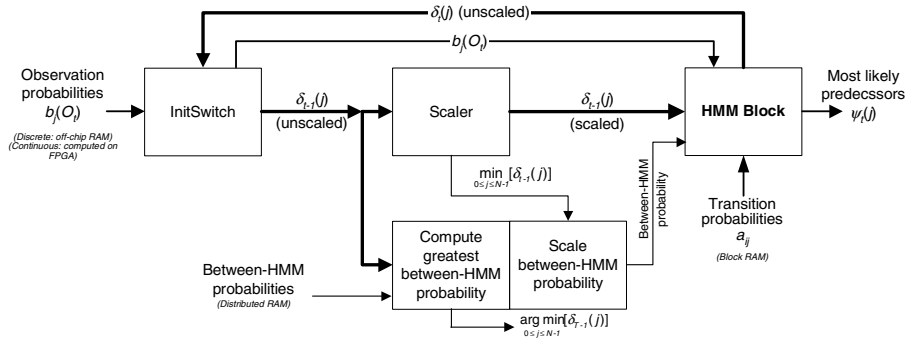 δt(j) (unscaled)
bj(Ot)
Observation
probabilities
bj(Ot)
(Discrete: off-chip RAM)
(Continuous: computed on
FPGA)
InitSwitch
δt-1(j)
(unscaled)
Scaler
δt-1(j)
(scaled)
HMM Block
Most likely
predecssors
ψt(j)
min [δt-1(j)]
0≤ j≤ N-1
Between-HMM
probability
Transition
probabilities
aij
(Block RAM)
Compute
greatest
between-HMM
probability
Scale
between-HMM
probability
Between-HMM
probabilities
(Distributed RAM)
arg min[δT-1(j)]
0≤ j≤ N-1